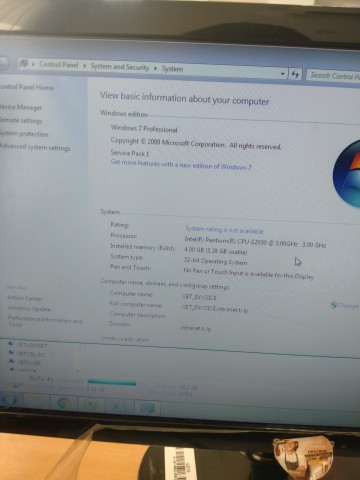 Control Panel ▸ System and Security ▸ System
Search Control Pa
Control Panel Home
Device Manager
Remote settings
System protection
Advanced system settings
View basic information about your computer
Windows edition
Windows 7 Professional
Copyright © 2009 Microsoft Corporation. All rights reserved.
Service Pack 1
Get more features with a new edition of Windows 7
System
Rating: System rating is not available
Processor: Intel(R) Pentium(R) CPU G2030 @ 3.00GHz 3.00 GHz
Installed memory (RAM): 4.00 GB
System type: 32-bit Operating System
Pen and Touch: No Pen or Touch Input is available for this Display
Computer name, domain, and workgroup settings
Computer name:
Full computer name:
Computer description:
Domain:
Change
Action Center
Windows Update
Performance Information and
Tools